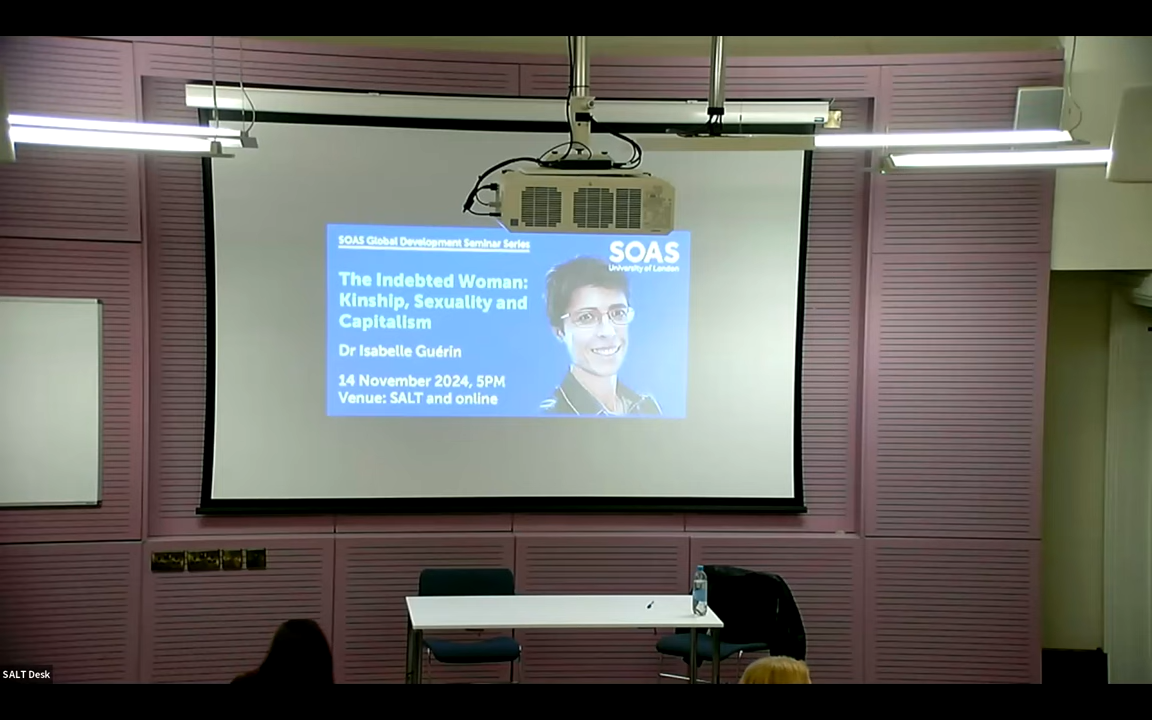 SOAS Global Development Seminar Series
SOAS
University of London
The Indebted Woman:
Kinship, Sexuality and
Capitalism
Dr Isabelle Guérin
14 November 2024, 5PM
Venue: SALT and online
SALT Desk